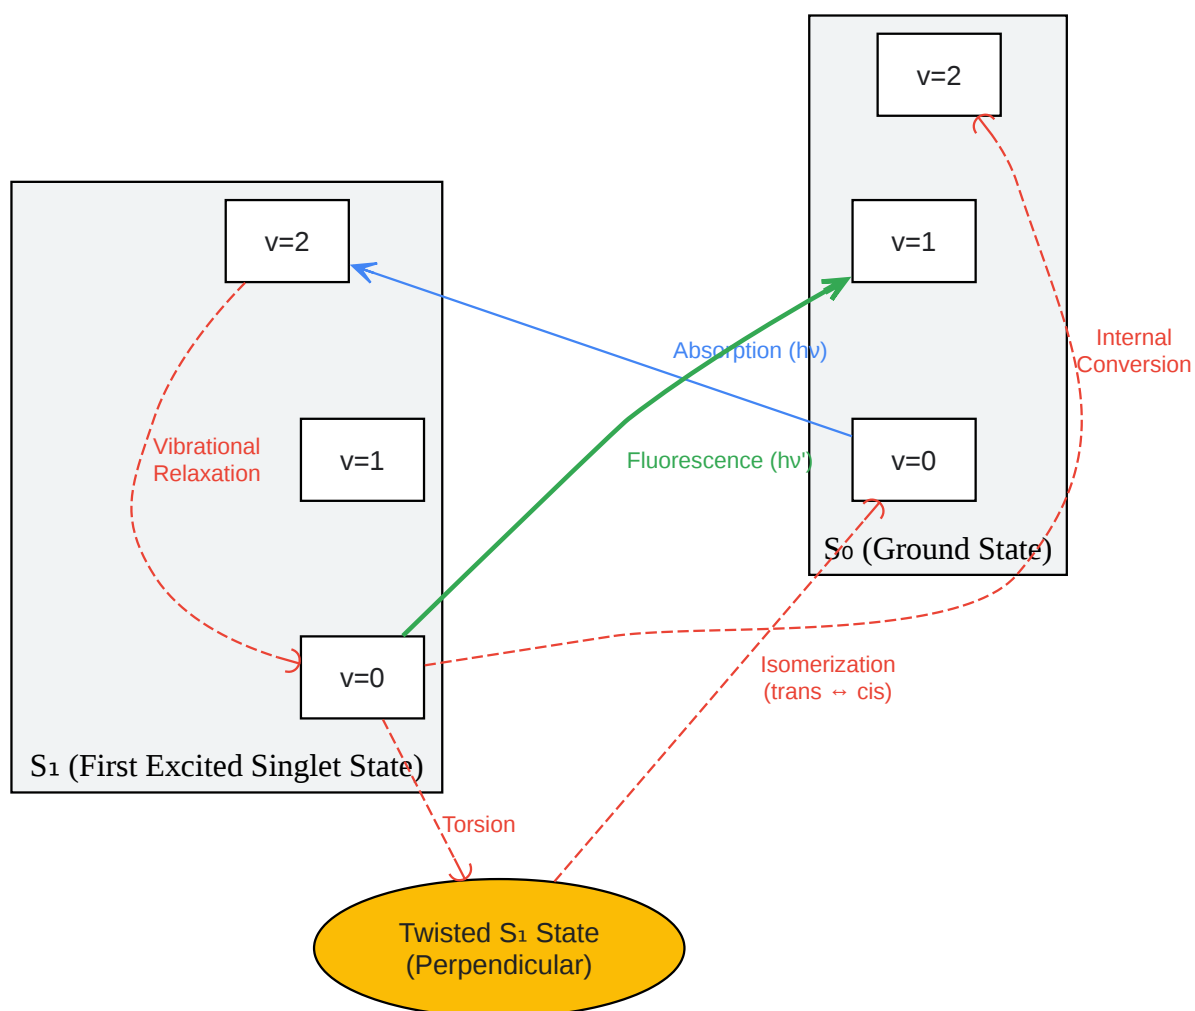 v=2
v=2
v=1
Absorption (hν)
Internal
Conversion
Vibrational
Relaxation
v=1
Fluorescence (hν')
v=0
S₀ (Ground State)
v=0
Isomerization
(trans ↔ cis)
S₁ (First Excited Singlet State)
Torsion
Twisted S₁ State
(Perpendicular)